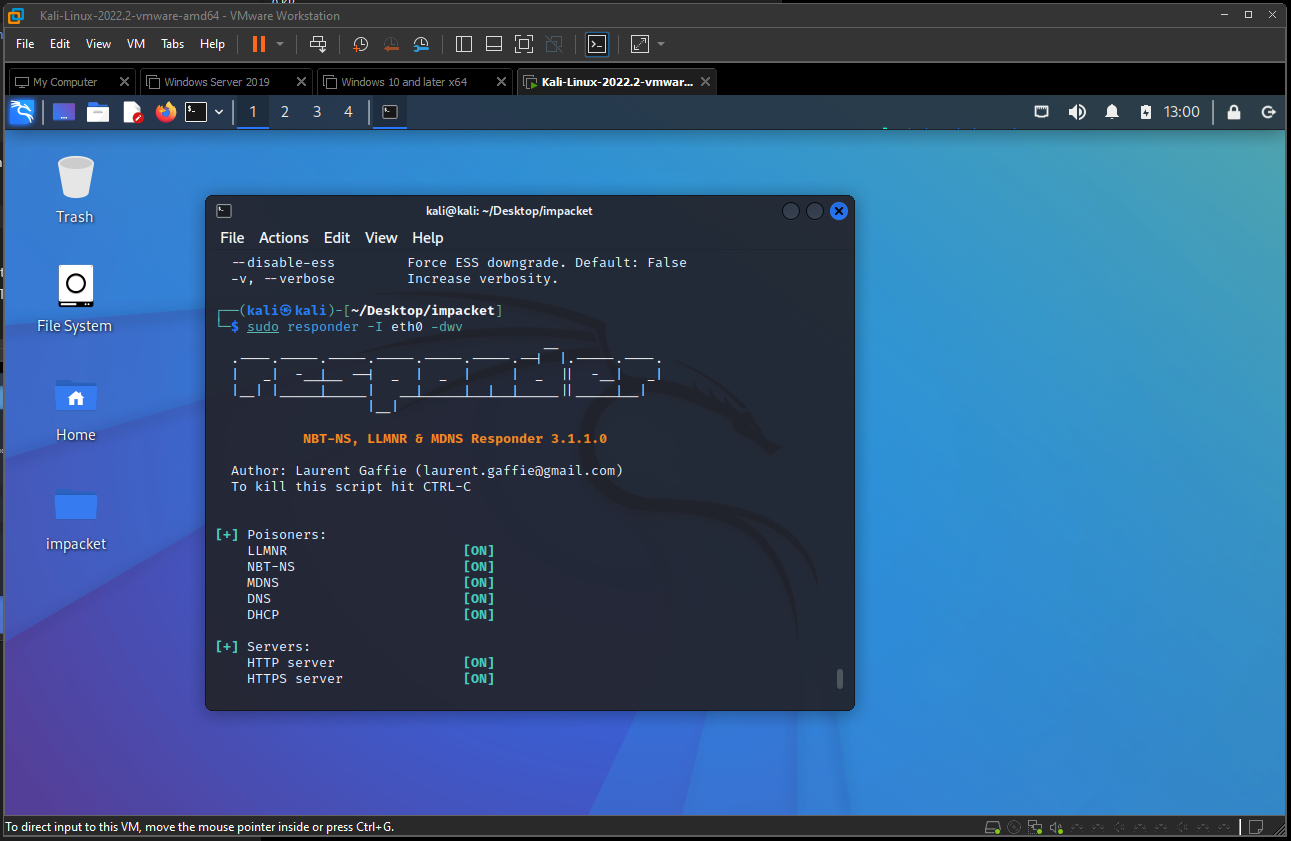 Kali-Linux-2022.2-vmware-amd64 - VMware Workstation
File Edit View VM Tabs Help
My Computer Windows Server 2019 Windows 10 and later x64 Kali-Linux-2022.2-vmwar...
1 2 3 4 13:00
Trash
File System
Home
impacket
kali@kali: ~/Desktop/impacket
File Actions Edit View Help
--disable-ess Force ESS downgrade. Default: False
-v, --verbose Increase verbosity.
┌──(kali㉿kali)-[~/Desktop/impacket]
└─$ sudo responder -I eth0 -dwv
NBT-NS, LLMNR & MDNS Responder 3.1.1.0
Author: Laurent Gaffie (laurent.gaffie@gmail.com)
To kill this script hit CTRL-C
[+] Poisoners:
LLMNR [ON]
NBT-NS [ON]
MDNS [ON]
DNS [ON]
DHCP [ON]
[+] Servers:
HTTP server [ON]
HTTPS server [ON]
To direct input to this VM, move the mouse pointer inside or press Ctrl+G.